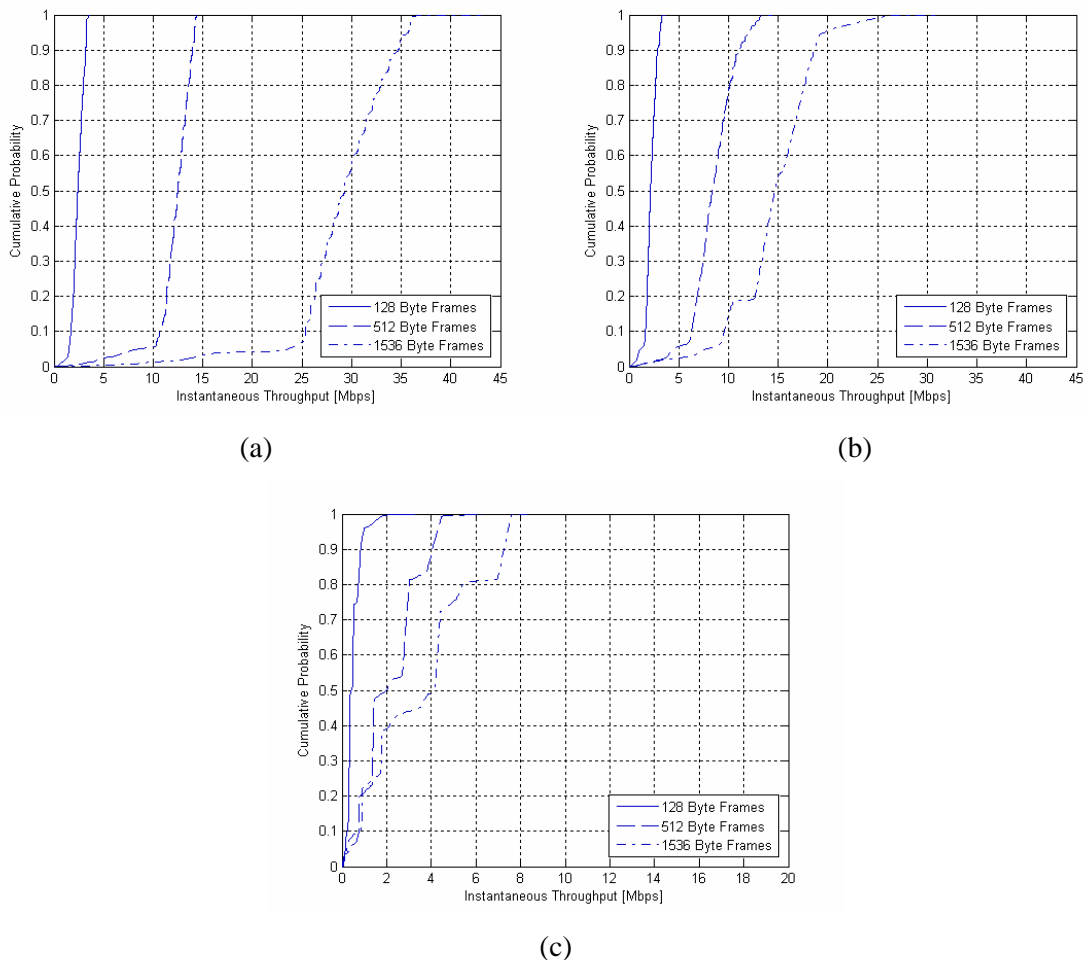 1
0.9
0.8
0.7
0.6
0.5
0.4
0.3
0.2
0.1
0
Cumulative Probability
0 5 10 15 20 25 30 35 40 45
Instantaneous Throughput [Mbps]
128 Byte Frames
512 Byte Frames
1536 Byte Frames
(a)
1
0.9
0.8
0.7
0.6
0.5
0.4
0.3
0.2
0.1
0
Cumulative Probability
0 5 10 15 20 25 30 35 40 45
Instantaneous Throughput [Mbps]
128 Byte Frames
512 Byte Frames
1536 Byte Frames
(b)
1
0.9
0.8
0.7
0.6
0.5
0.4
0.3
0.2
0.1
0
Cumulative Probability
0 2 4 6 8 10 12 14 16 18 20
Instantaneous Throughput [Mbps]
128 Byte Frames
512 Byte Frames
1536 Byte Frames
(c)